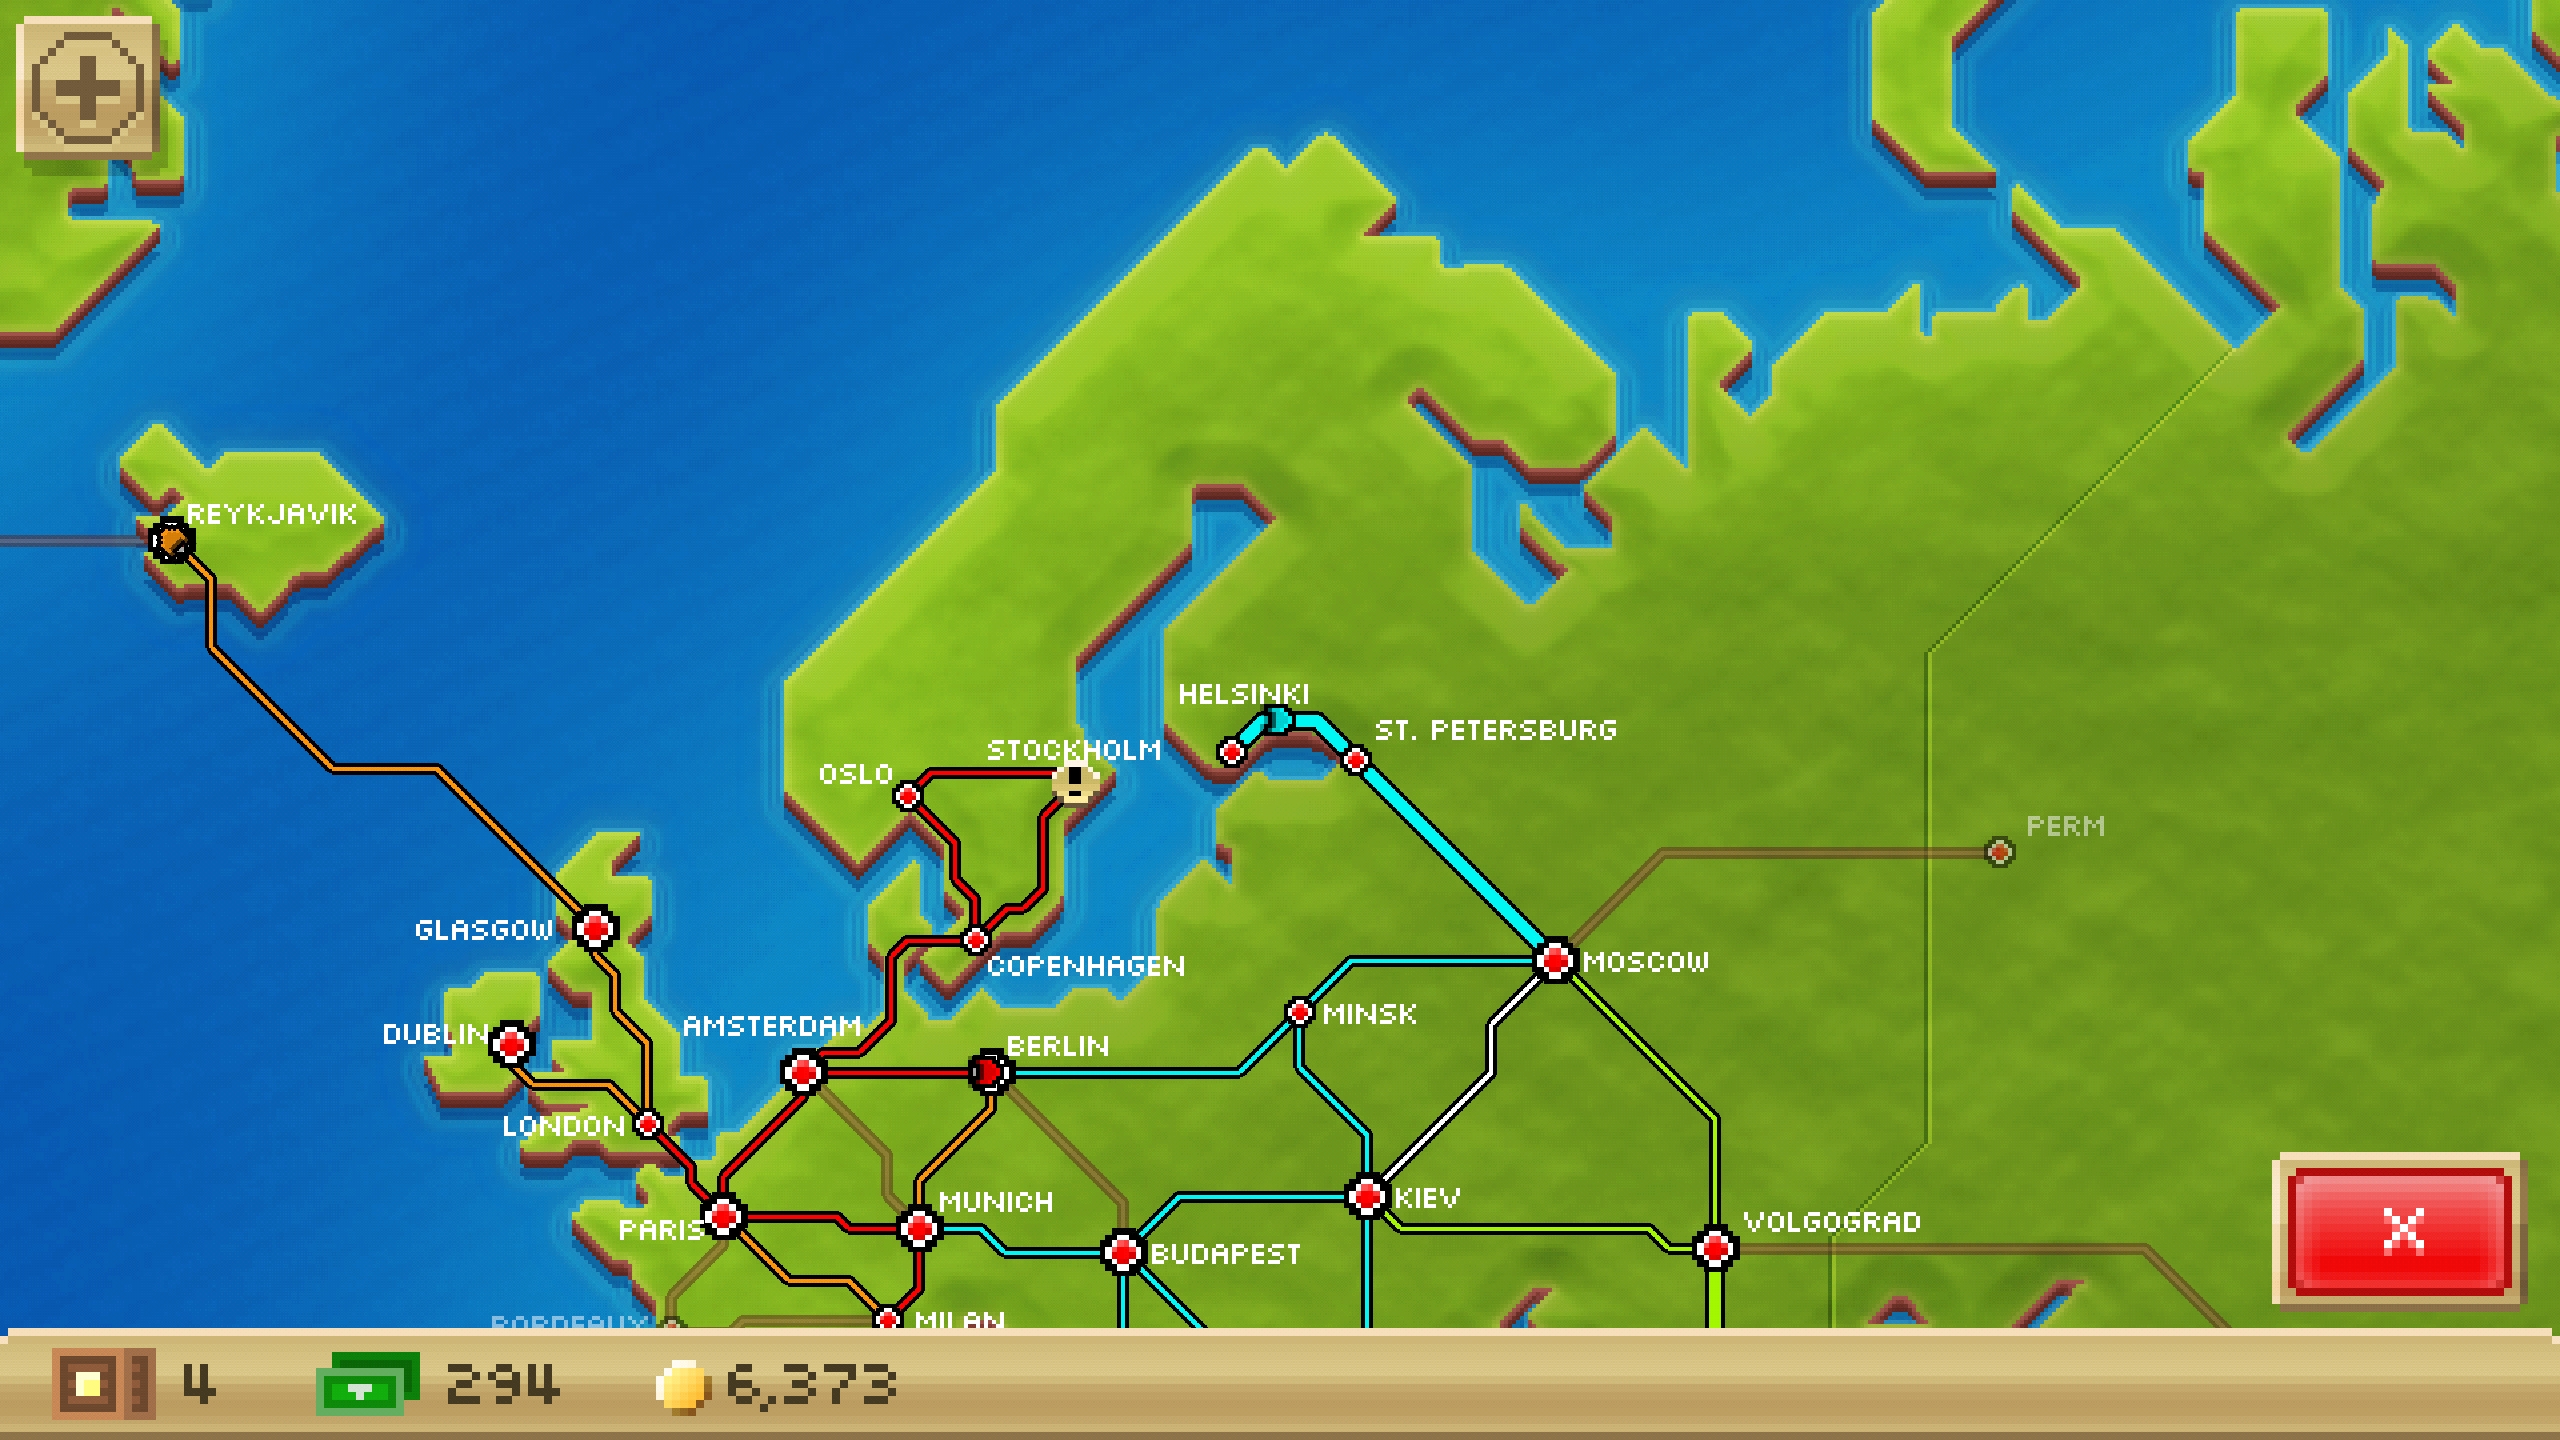 REYKJAVIK
HELSINKI
ST. PETERSBURG
STOCKHOLM
OSLO
PERM
GLASGOW
MOSCOW
COPENHAGEN
MINSK
AMSTERDAM
DUBLIN
BERLIN
LONDON
MUNICH
KIEV
PARIS
VOLGOGRAD
BUDAPEST
BORDEAUX
MILAN
4
294
6,373